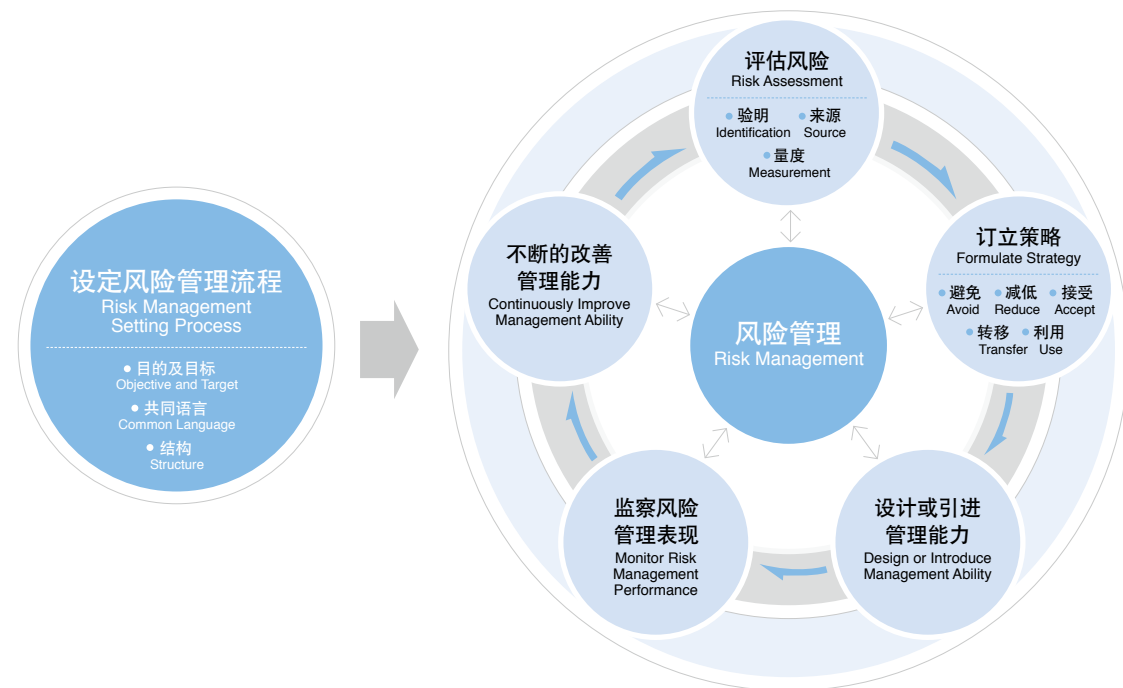 设定风险管理流程
Risk Management
Setting Process
目的及目标
Objective and Target
共同语言
Common Language
结构
Structure
评估风险
Risk Assessment
验明 来源
Identification Source
量度
Measurement
订立策略
Formulate Strategy
避免 减低 接受
Avoid Reduce Accept
转移 利用
Transfer Use
设计或引进
管理能力
Design or Introduce
Management Ability
监察风险
管理表现
Monitor Risk
Management
Performance
不断的改善
管理能力
Continuously Improve
Management Ability
风险管理
Risk Management